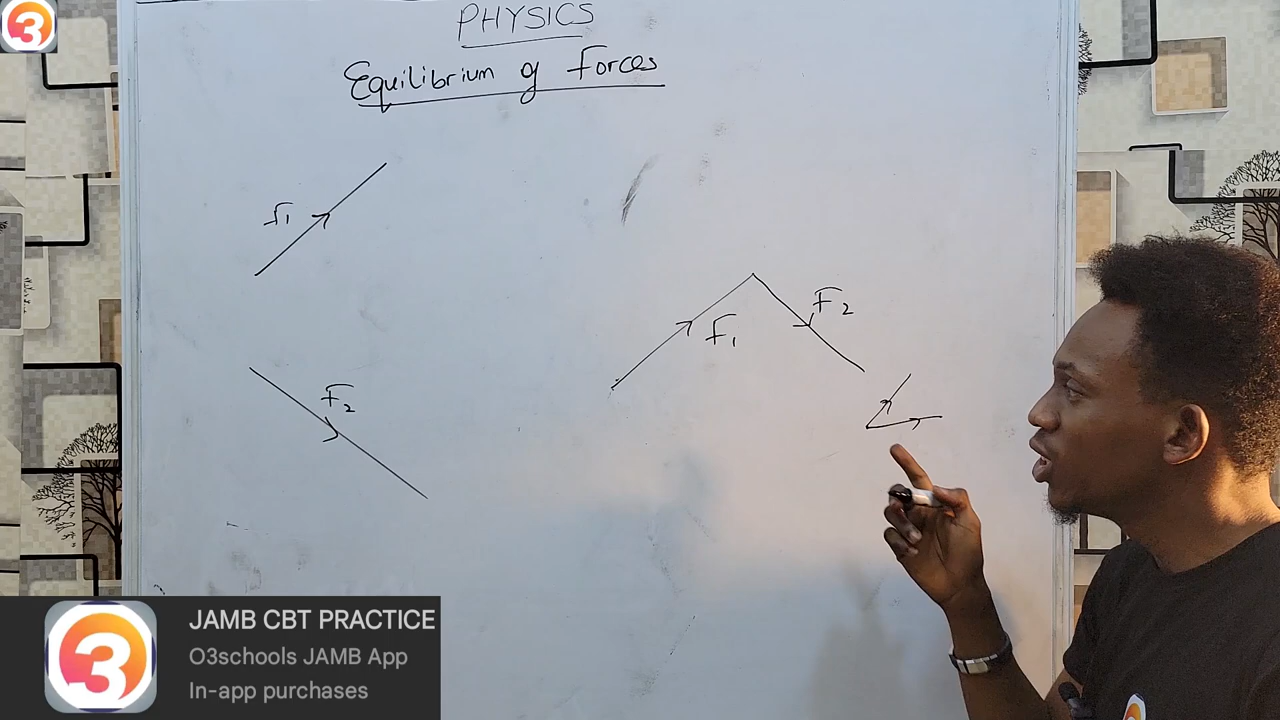 3
PHYSICS
Equilibrium of Forces
F1
F2
F1
F2
3
JAMB CBT PRACTICE
O3schools JAMB App
In-app purchases
3